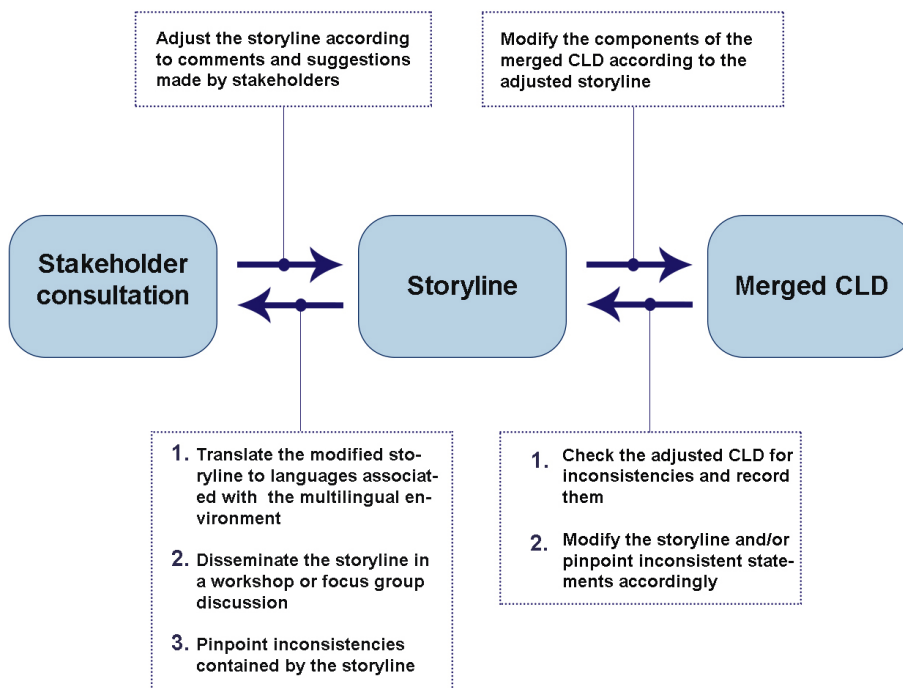 Adjust the storyline according
to comments and suggestions
made by stakeholders
Modify the components of the
merged CLD according to the
adjusted storyline
Stakeholder
consultation
Storyline
Merged CLD
1. Translate the modified sto-
ryline to languages associat-
ed with the multilingual en-
vironment
2. Disseminate the storyline in
a workshop or focus group
discussion
3. Pinpoint inconsistencies
contained by the storyline
1. Check the adjusted CLD for
inconsistencies and record
them
2. Modify the storyline and/or
pinpoint inconsistent state-
ments accordingly